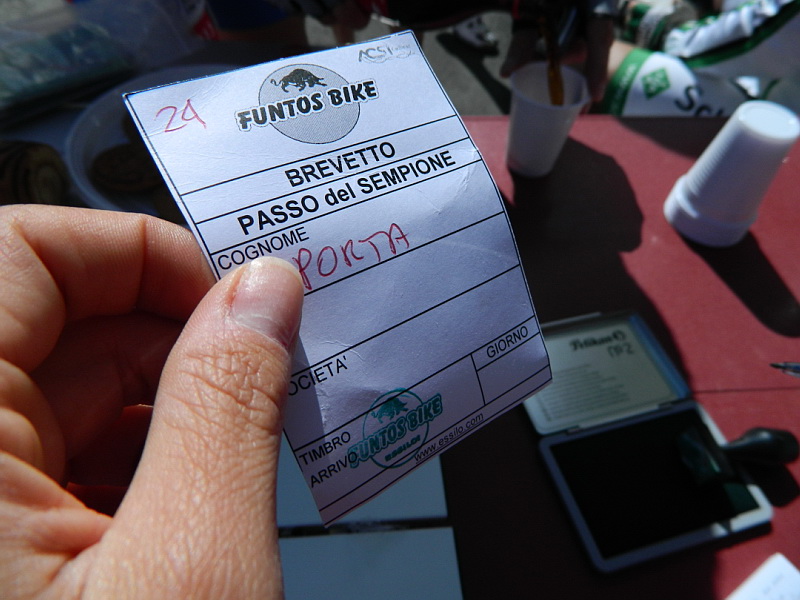 ACSI
24
FUNTOS BIKE
BREVETTO
PASSO del SEMPIONE
COGNOME
PORTA
OCIETA'
GIORNO
TIMBRO
ARRIVO
FUNTOS BIKE
www.essilo.com
Pelikan
Nº2